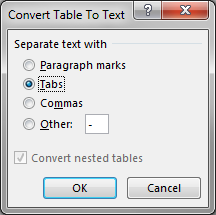 Convert Table To Text
Separate text with
Paragraph marks
Tabs
Commas
Other: -
Convert nested tables
OK Cancel